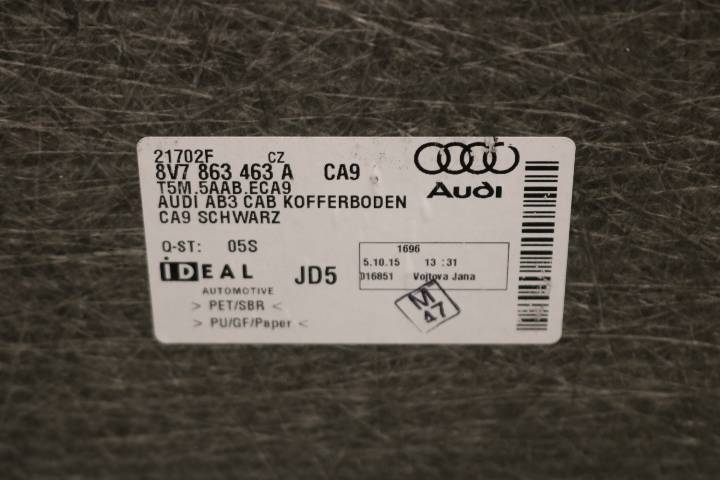 21702F CZ
8V7 863 463 A CA9
T5M.5AAB.ECA9
AUDI AB3 CAB KOFFERBODEN
CA9 SCHWARZ
Audi
Q-ST: 05S
IDEAL JD5
AUTOMOTIVE
> PET/SBR <
> PU/GF/Paper <
1696
5.10.15 13:31
016851 Vojtova Jana
M
47